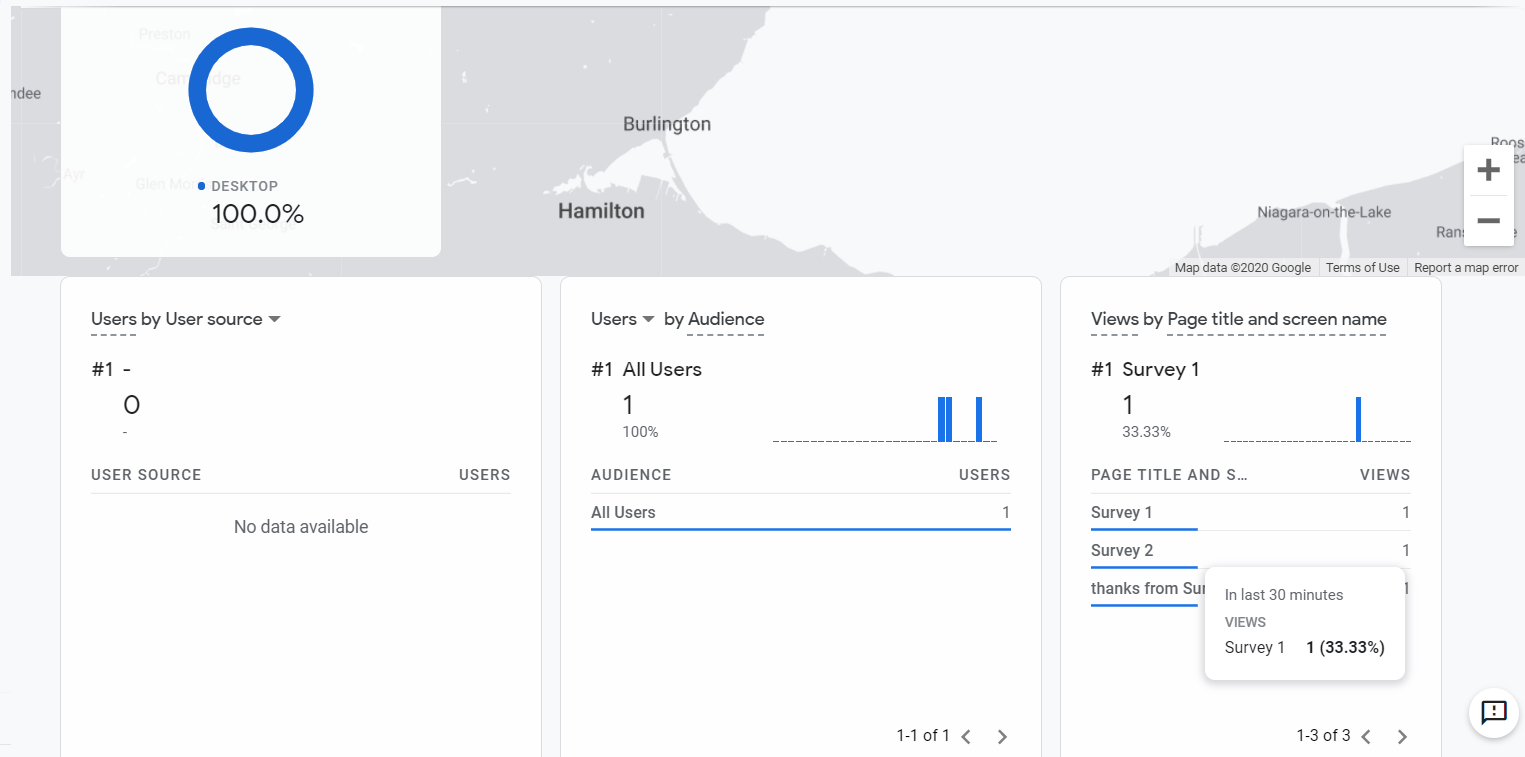 Preston
Cambridge
ndee
Burlington
Ayr
Glen Mor
DESKTOP
100.0%
Saint George
Hamilton
Niagara-on-the-Lake
Roos
Rans
Map data ©2020 Google
Terms of Use
Report a map error
Users by User source
#1 -
0
-
USER SOURCE
USERS
No data available
Users by Audience
#1 All Users
1
100%
AUDIENCE
USERS
All Users
1
1-1 of 1
Views by Page title and screen name
#1 Survey 1
1
33.33%
PAGE TITLE AND S…
VIEWS
Survey 1
1
Survey 2
1
thanks from Sur
1
In last 30 minutes
VIEWS
Survey 1 1 (33.33%)
1-3 of 3